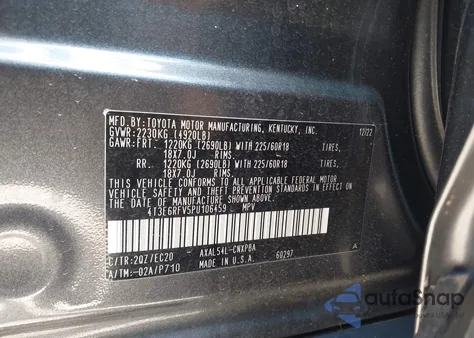 MFD.BY:TOYOTA MOTOR MANUFACTURING, KENTUCKY, INC.
GVWR:2230KG (4920LB) 12/22
GAWR:FRT. 1220KG (2690LB) WITH 225/60R18 TIRES,
18X7.0J RIMS,
RR. 1220KG (2690LB) WITH 225/60R18 TIRES,
18X7.0J RIMS,
THIS VEHICLE CONFORMS TO ALL APPLICABLE FEDERAL MOTOR
VEHICLE SAFETY AND THEFT PREVENTION STANDARDS IN EFFECT ON
THE DATE OF MANUFACTURE SHOWN ABOVE.
4T3E6RFV5PU106459 MPV
C/TR:2QZ/EC20 AXAL54L-CNXPBA
A/TM:-02A/P710 MADE IN U.S.A. 60297 A
autoSnap